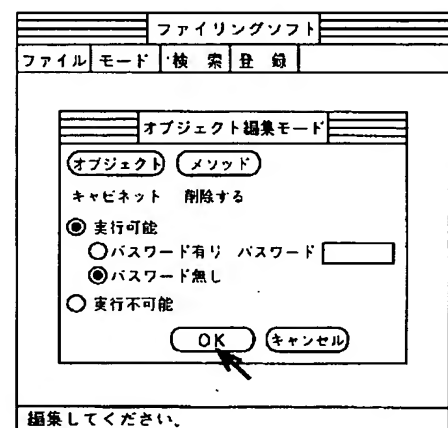 ファイリングソフト
ファイル モード 検 索 登 録
オブジェクト編集モード
オブジェクト メソッド
キャビネット 削除する
実行可能
パスワード有り パスワード
パスワード無し
実行不可能
OK キャンセル
編集してください。